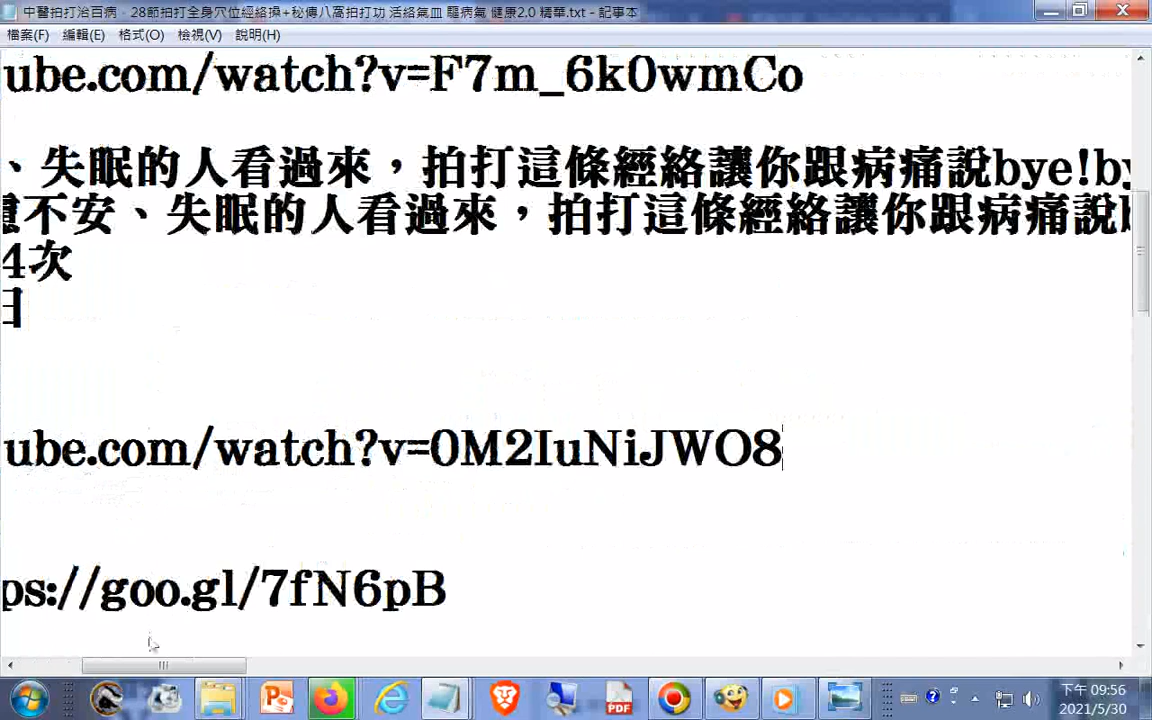 中醫拍打治百病 - 28節拍打全身穴位經絡操+秘傳八高拍打功 活絡氣血 驅病氣 健康2.0 精華.txt - 記事本
檔案(F) 編輯(E) 格式(O) 檢視(V) 說明(H)
ube.com/watch?v=F7m_6k0wmCo
、失眠的人看過來，拍打這條經絡讓你跟病痛說bye!by
慮不安、失眠的人看過來，拍打這條經絡讓你跟病痛說b
4次
日
ube.com/watch?v=0M2IuNiJWO8
ps://goo.gl/7fN6pB
下午 09:56
2021/5/30